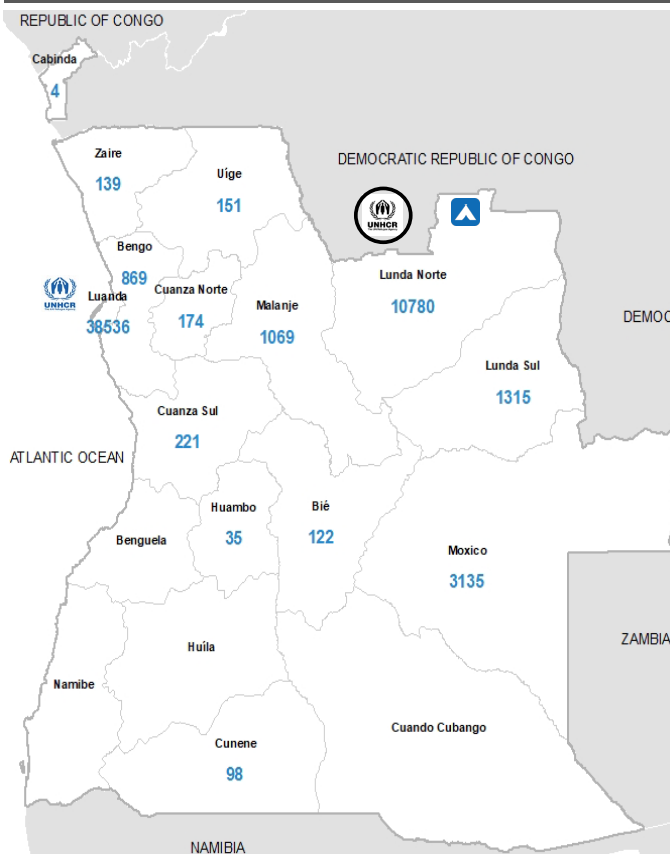 REPUBLIC OF CONGO
Cabinda
4
Zaire
139
Uíge
151
DEMOCRATIC REPUBLIC OF CONGO
UNHCR
Bengo
869
Lunda Norte
10780
UNHCR
Luanda
38536
Cuanza Norte
174
Malanje
1069
DEMOC
Lunda Sul
1315
Cuanza Sul
221
ATLANTIC OCEAN
Huambo
35
Bié
122
Benguela
Moxico
3135
ZAMBIA
Huíla
Namibe
Cuando Cubango
Cunene
98
NAMIBIA